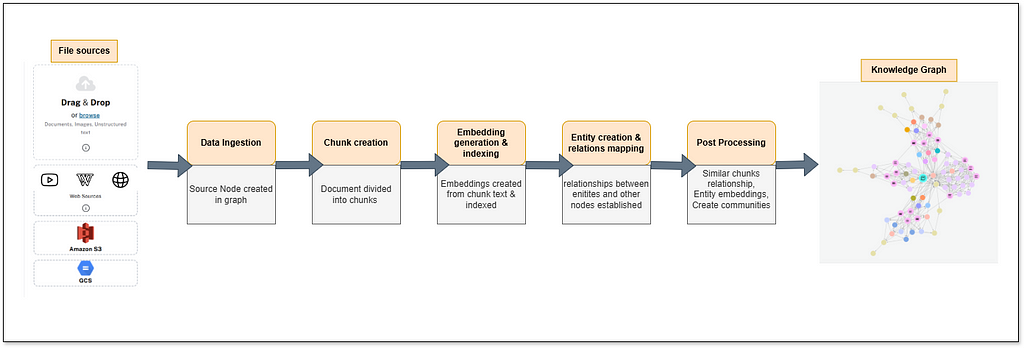 File sources
Drag & Drop
or browse
Documents, Images, Unstructured
text
Web Sources
Amazon S3
GCS
Data Ingestion
Source Node created
in graph
Chunk creation
Document divided
into chunks
Embedding
generation &
indexing
Embeddings created
from chunk text &
indexed
Entity creation &
relations mapping
relationships between
enitites and other
nodes established
Post Processing
Similar chunks
relationship,
Entity embeddings,
Create communities
Knowledge Graph